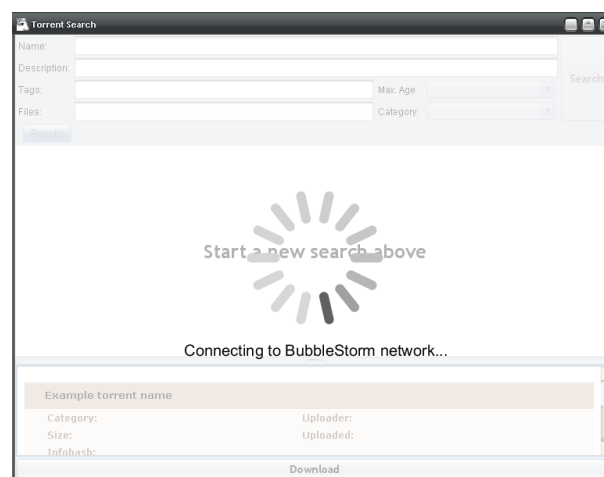 Torrent Search
Name:
Description:
Search
Tags:
Max. Age
Files:
Category:
Results
Start a new search above
Connecting to BubbleStorm network...
Example torrent name
Category:
Uploader:
Size:
Uploaded:
Infohash:
Download